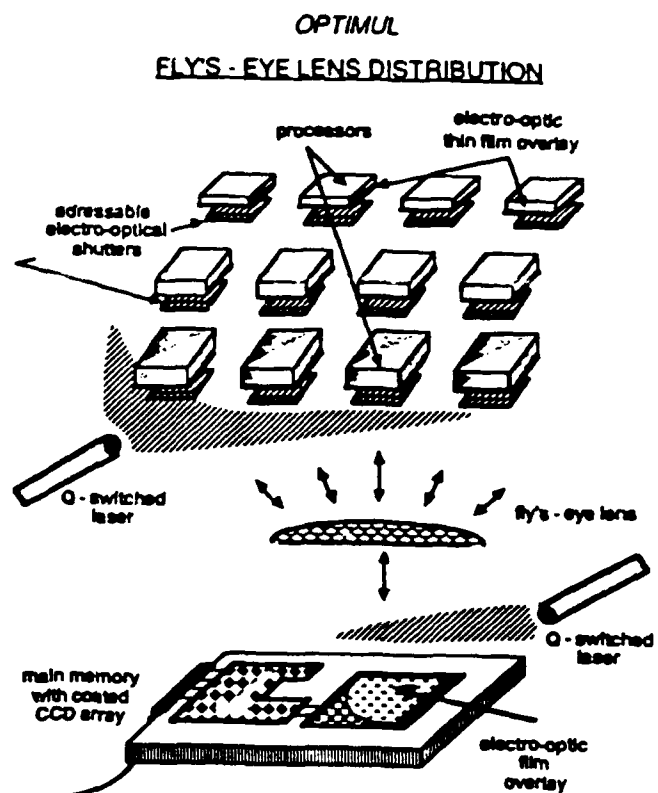 OPTIMUL
FLY'S - EYE LENS DISTRIBUTION
processors
electro-optic
thin film overlay
adressable
electro-optical
shutters
Q - switched
laser
fly's - eye lens
Q - switched
laser
main memory
with coated
CCD array
electro-optic
film
overlay